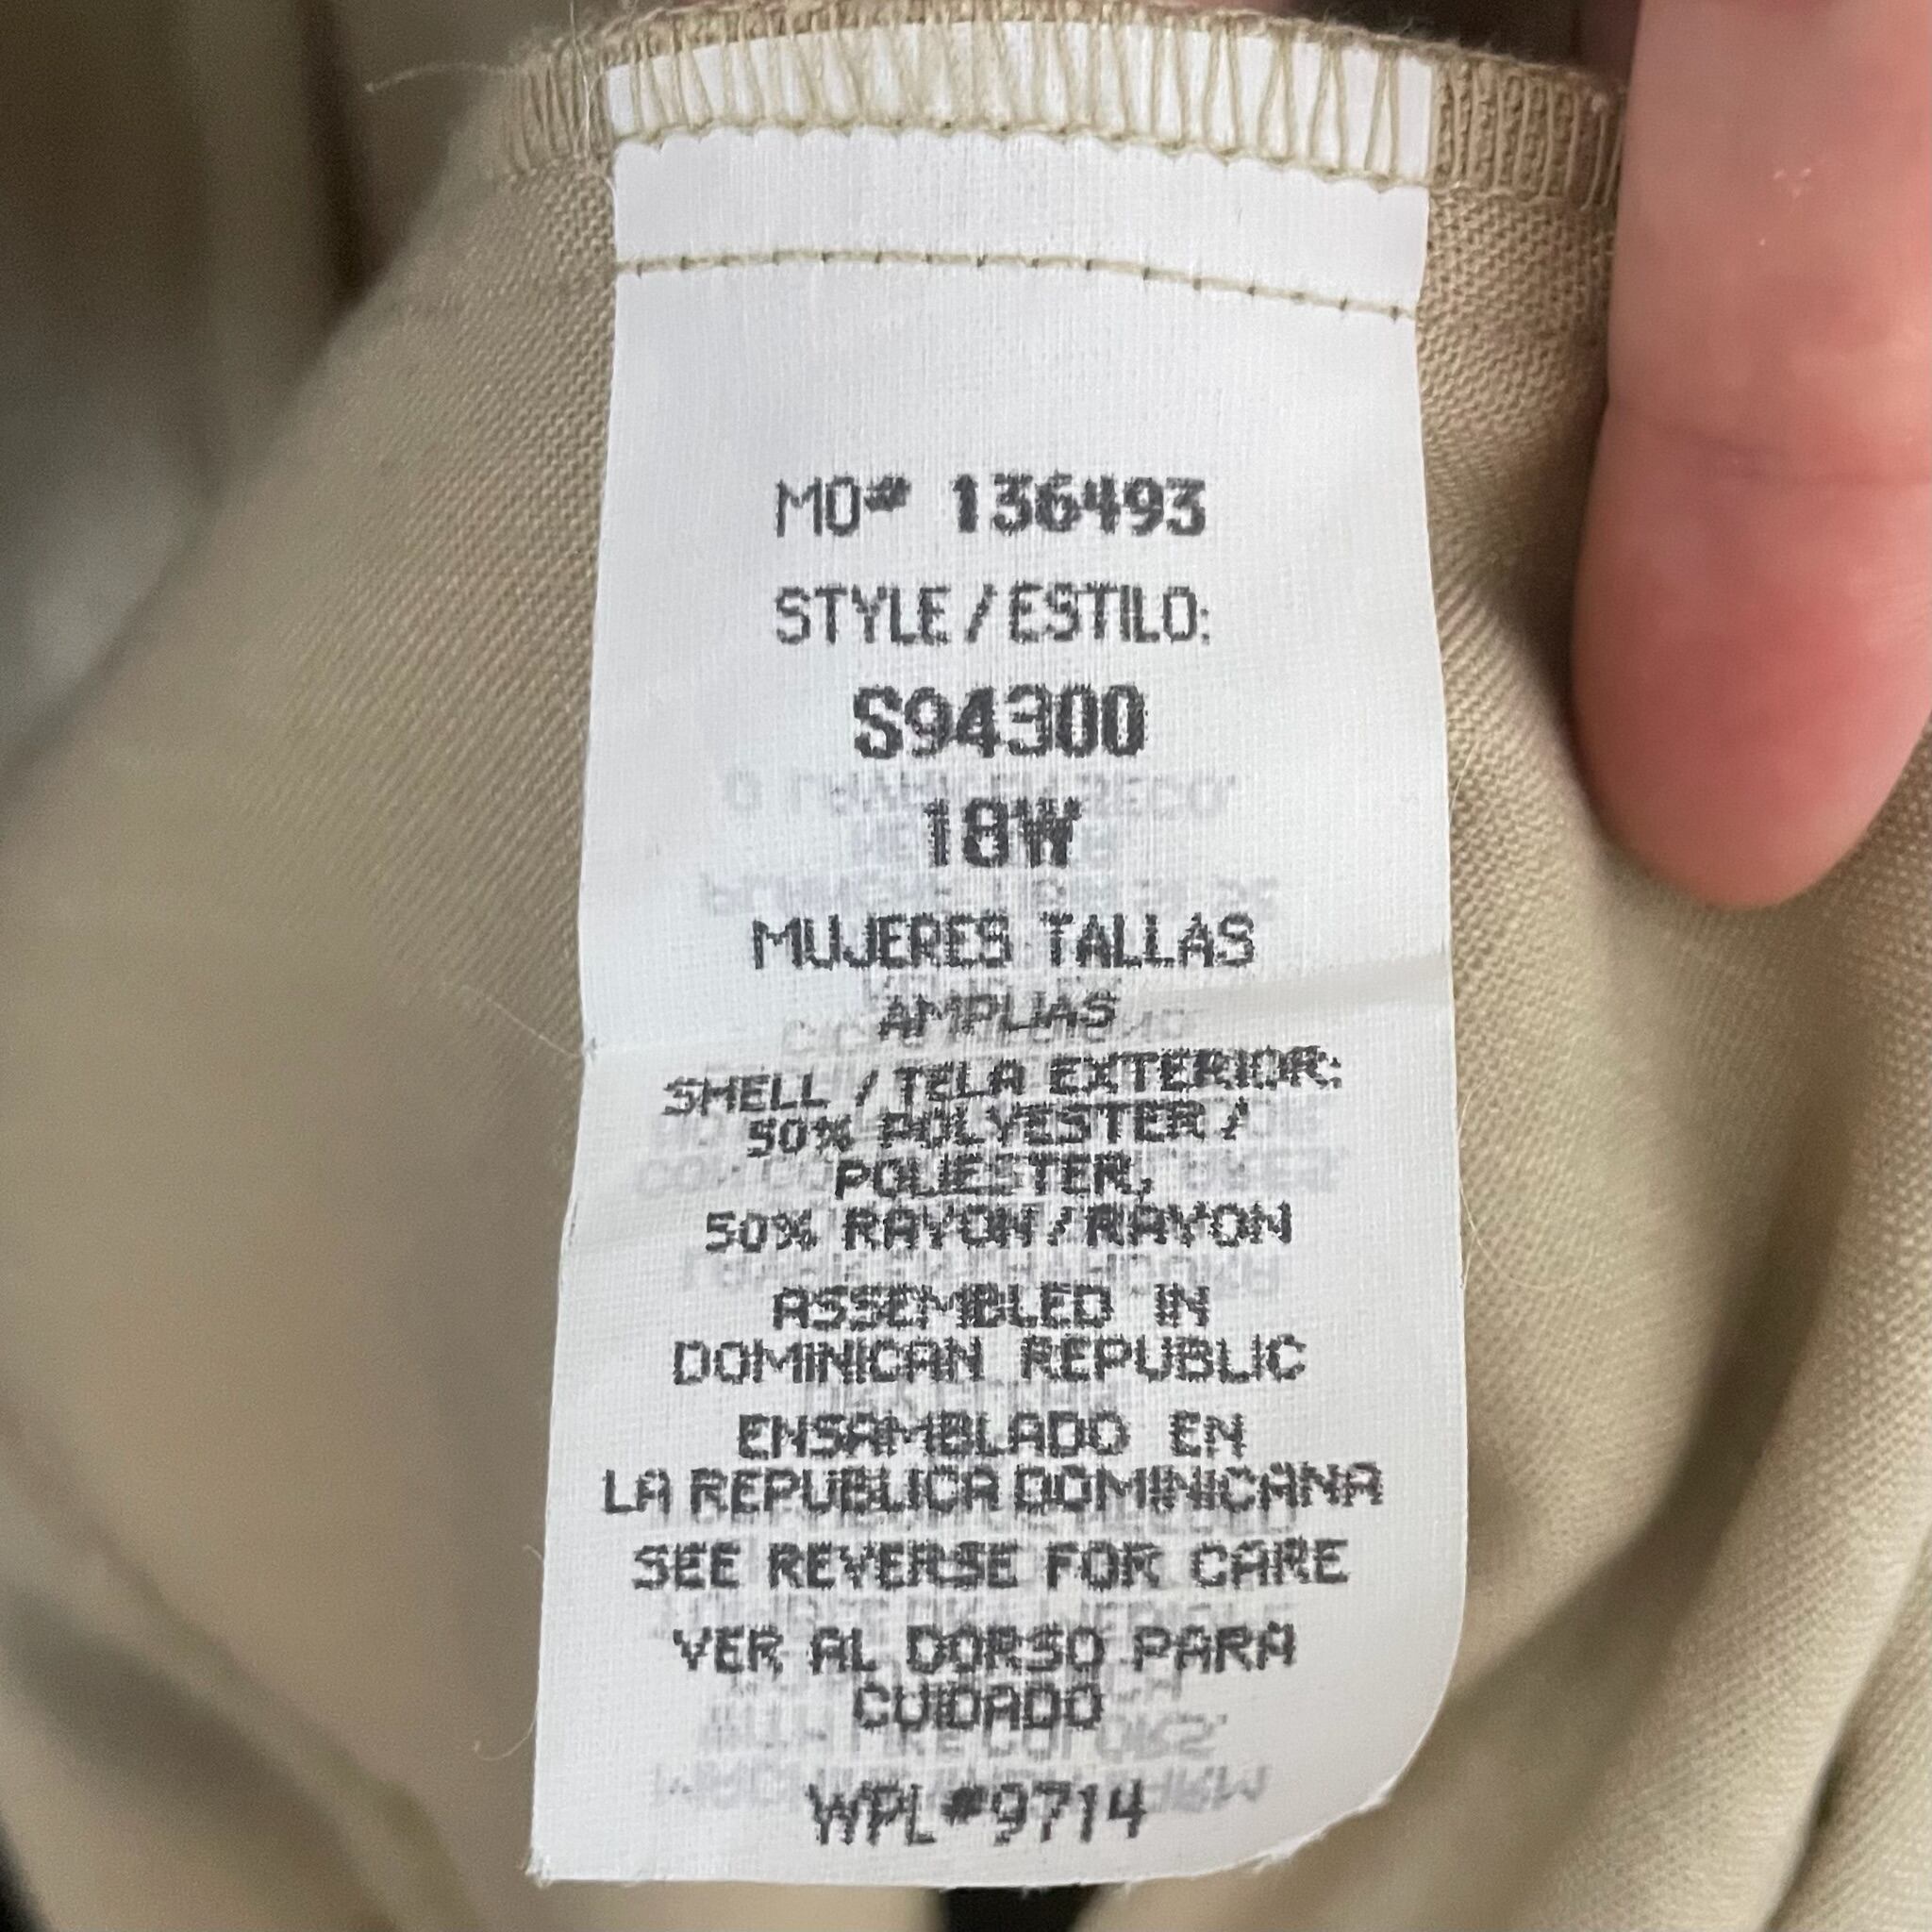 MO# 136493
STYLE / ESTILO:
S94300
18W
MUJERES TALLAS
AMPLIAS
SHELL / TELA EXTERIOR:
50% POLYESTER /
POLIESTER,
50% RAYON / RAYON
ASSEMBLED IN
DOMINICAN REPUBLIC
ENSAMBLADO EN
LA REPUBLICA DOMINICANA
SEE REVERSE FOR CARE
VER AL DORSO PARA
CUIDADO
WPL#9714